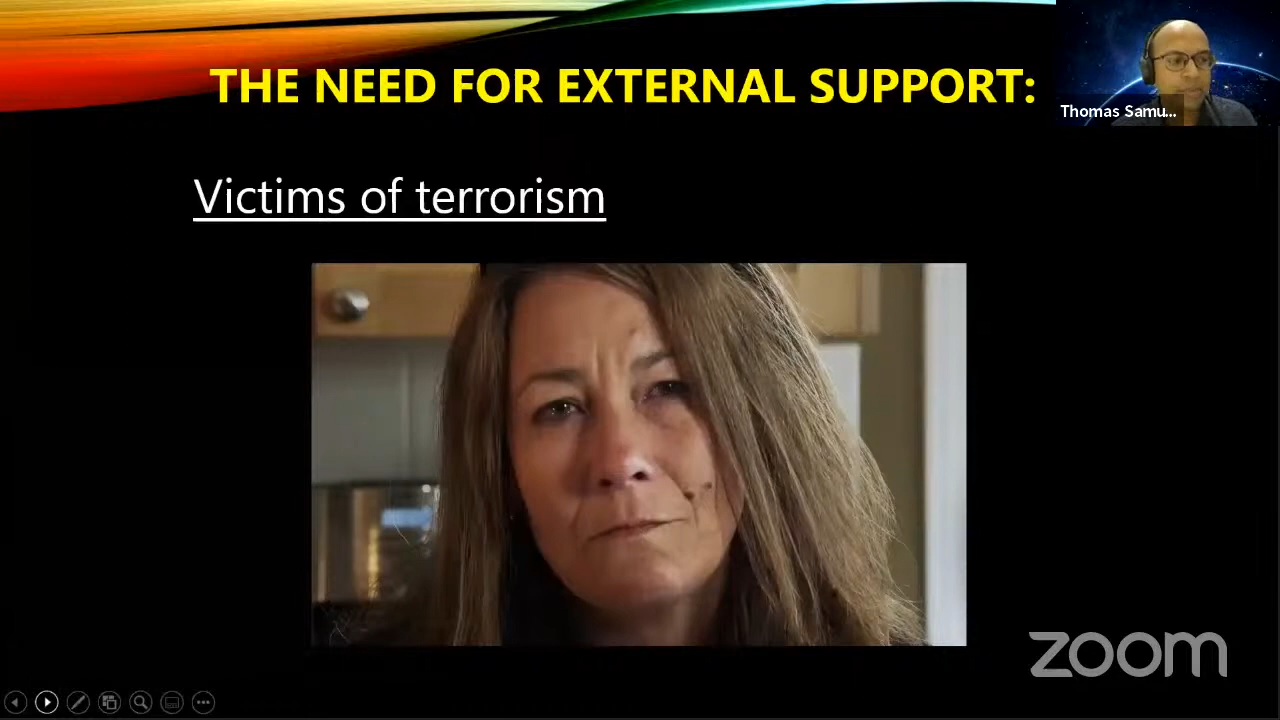 THE NEED FOR EXTERNAL SUPPORT:
Thomas Samu...
Victims of terrorism
zoom